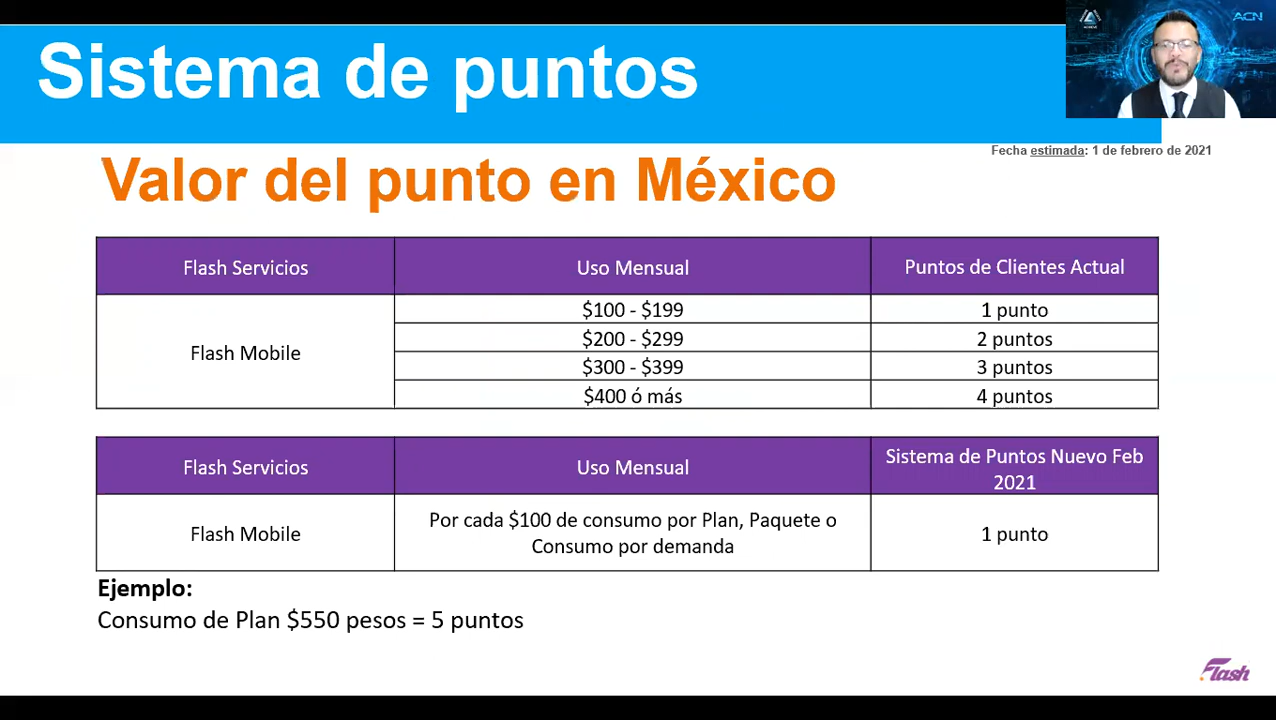 Sistema de puntos
ACN
Fecha estimada: 1 de febrero de 2021
Valor del punto en México
Flash Servicios Uso Mensual Puntos de Clientes Actual
Flash Mobile
$100 - $199 1 punto
$200 - $299 2 puntos
$300 - $399 3 puntos
$400 ó más 4 puntos
Flash Servicios Uso Mensual Sistema de Puntos Nuevo Feb
2021
Flash Mobile Por cada $100 de consumo por Plan, Paquete o
Consumo por demanda 1 punto
Ejemplo:
Consumo de Plan $550 pesos = 5 puntos
Flash